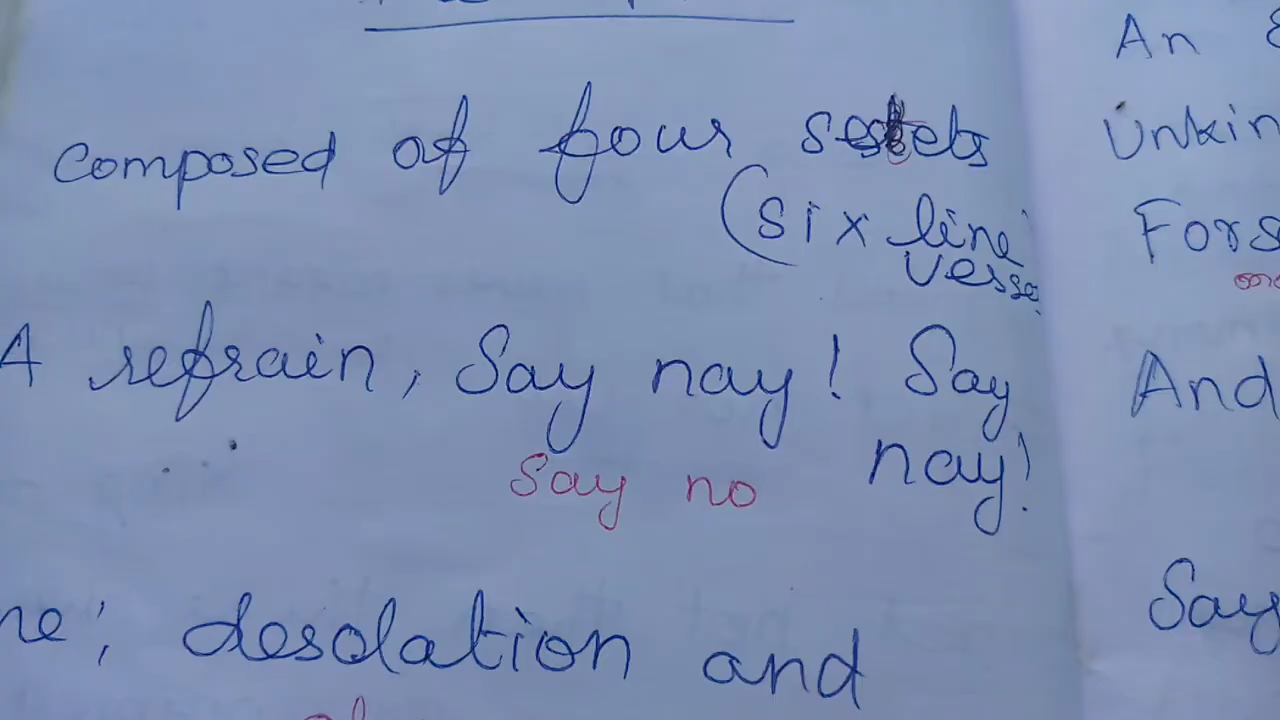 composed of four sestets
(six line
vesse
A refrain, Say nay! Say
nay!
Say no
ne; desolation and
An
Unkin
Fors
And
Say